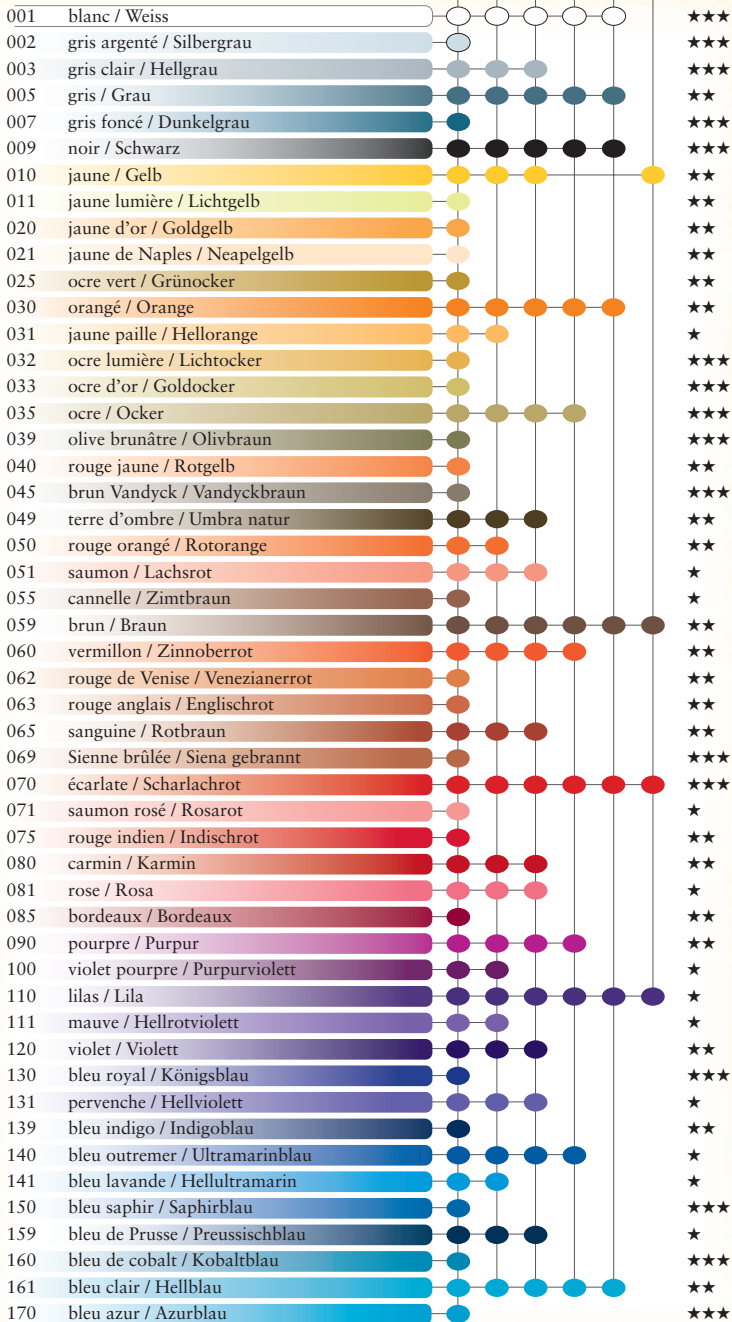 001 blanc / Weiss ★★★
002 gris argenté / Silbergrau ★★★
003 gris clair / Hellgrau ★★★
005 gris / Grau ★★
007 gris foncé / Dunkelgrau ★★★
009 noir / Schwarz ★★★
010 jaune / Gelb ★★
011 jaune lumière / Lichtgelb ★★
020 jaune d’or / Goldgelb ★★
021 jaune de Naples / Neapelgelb ★★
025 ocre vert / Grünocker ★★
030 orangé / Orange ★★
031 jaune paille / Hellorange ★
032 ocre lumière / Lichtocker ★★★
033 ocre d’or / Goldocker ★★★
035 ocre / Ocker ★★★
039 olive brunâtre / Olivbraun ★★★
040 rouge jaune / Rotgelb ★★
045 brun Vandyck / Vandyckbraun ★★★
049 terre d’ombre / Umbra natur ★★
050 rouge orangé / Rotorange ★★
051 saumon / Lachsrot ★
055 cannelle / Zimtbraun ★
059 brun / Braun ★★
060 vermillon / Zinnoberrot ★★
062 rouge de Venise / Venezianerrot ★★
063 rouge anglais / Englischrot ★★
065 sanguine / Rotbraun ★★
069 Sienne brûlée / Siena gebrannt ★★★
070 écarlate / Scharlachrot ★★★
071 saumon rosé / Rosarot ★
075 rouge indien / Indischrot ★★
080 carmin / Karmin ★★
081 rose / Rosa ★
085 bordeaux / Bordeaux ★★
090 pourpre / Purpur ★★
100 violet pourpre / Purpurviolett ★
110 lilas / Lila ★
111 mauve / Hellrotviolett ★
120 violet / Violett ★★
130 bleu royal / Königsblau ★★★
131 pervenche / Hellviolett ★
139 bleu indigo / Indigoblau ★★
140 bleu outremer / Ultramarinblau ★
141 bleu lavande / Hellultramarin ★
150 bleu saphir / Saphirblau ★★★
159 bleu de Prusse / Preussischblau ★
160 bleu de cobalt / Kobaltblau ★★★
161 bleu clair / Hellblau ★★
170 bleu azur / Azurblau ★★★